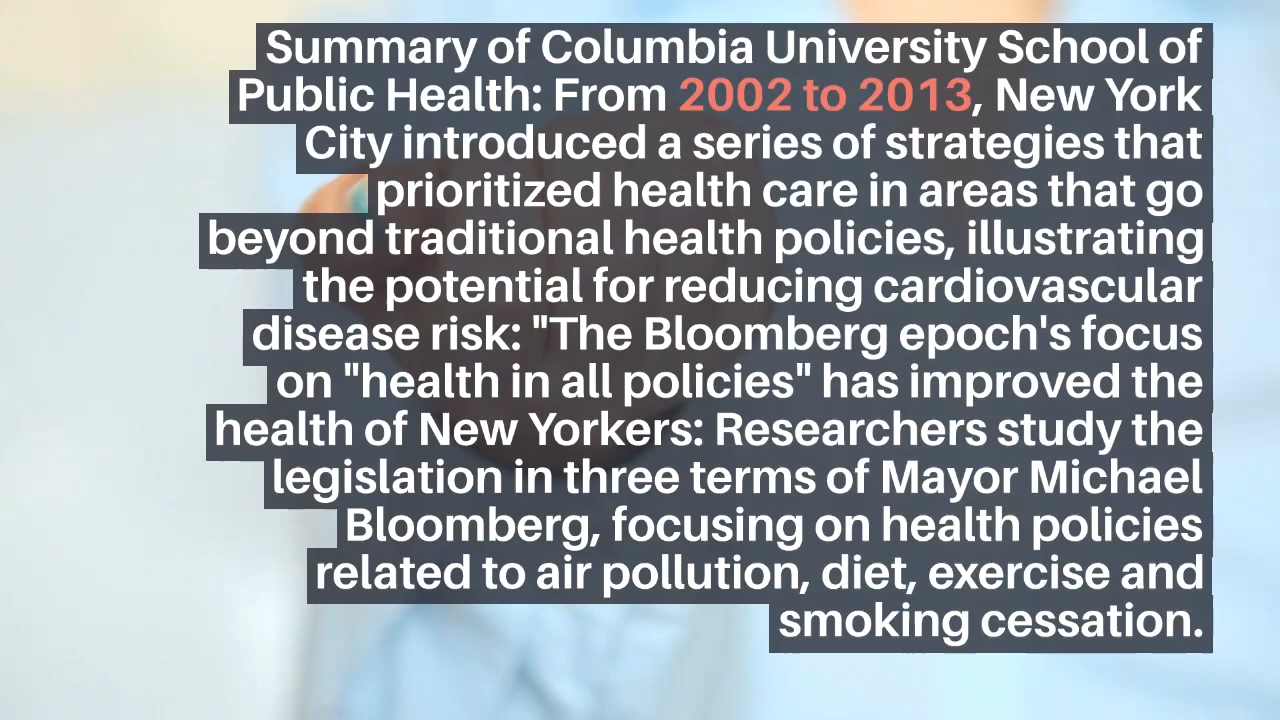 Summary of Columbia University School of
Public Health: From 2002 to 2013, New York
City introduced a series of strategies that
prioritized health care in areas that go
beyond traditional health policies, illustrating
the potential for reducing cardiovascular
disease risk: "The Bloomberg epoch's focus
on "health in all policies" has improved the
health of New Yorkers: Researchers study the
legislation in three terms of Mayor Michael
Bloomberg, focusing on health policies
related to air pollution, diet, exercise and
smoking cessation.